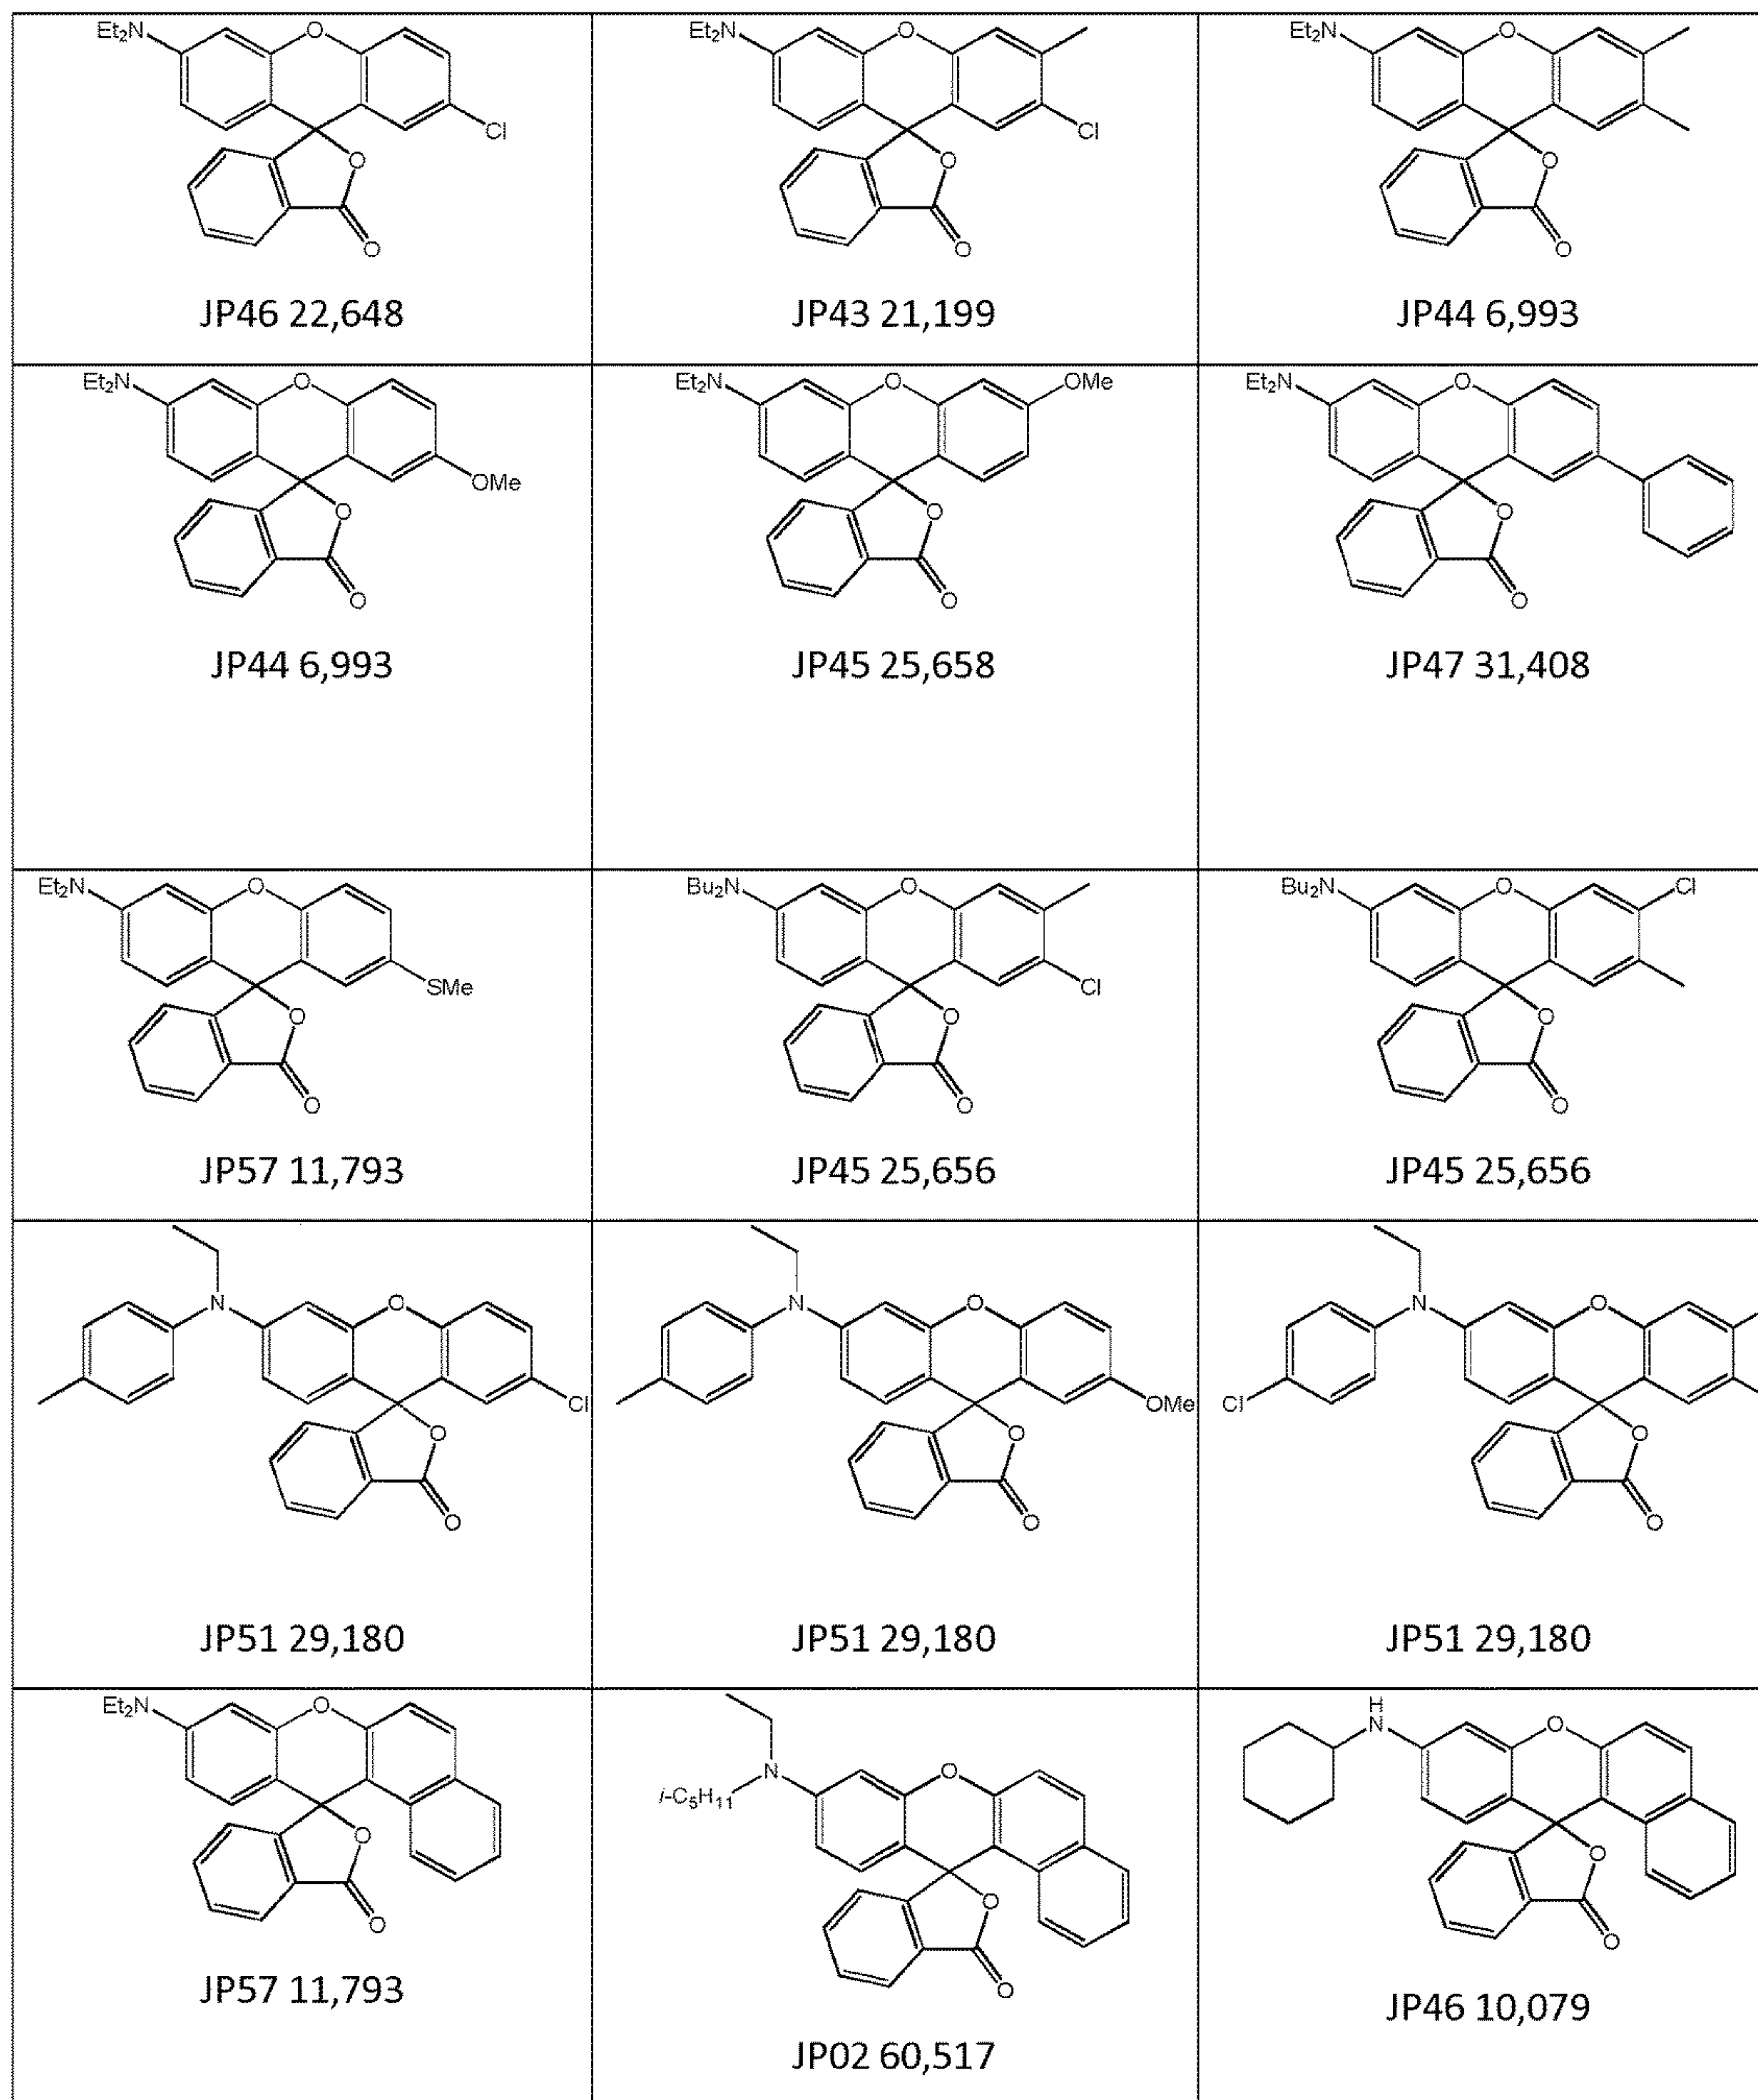 Et₂N O
Cl
O
O
JP46 22,648
Et₂N O
Cl
O
O
JP43 21,199
Et₂N O
O
O
JP44 6,993
Et₂N O
OMe
O
O
JP44 6,993
Et₂N O OMe
O
O
JP45 25,658
Et₂N O
O
O
JP47 31,408
Et₂N O
SMe
O
O
JP57 11,793
Bu₂N O
Cl
O
O
JP45 25,656
Bu₂N O Cl
O
O
JP45 25,656
N O
Cl
O
O
JP51 29,180
N O
OMe
O
O
JP51 29,180
N O
Cl
O
O
JP51 29,180
Et₂N O
O
O
JP57 11,793
N O
i-C₅H₁₁
O
O
JP02 60,517
H
N O
O
O
JP46 10,079